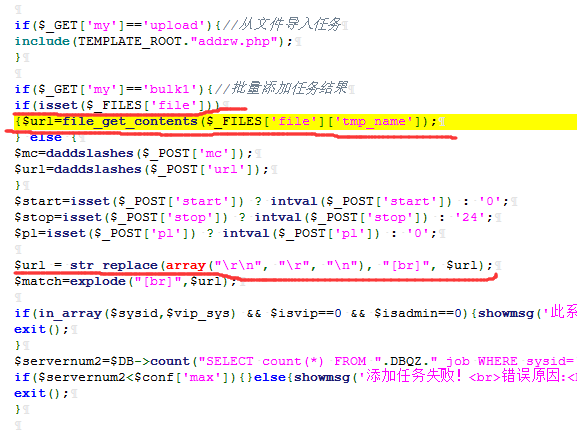 if($_GET['my']=='upload'){//从文件导入任务
include(TEMPLATE_ROOT."addrw.php");
}
if($_GET['my']=='bulk1'){//批量添加任务结果
if(isset($_FILES['file']))
{$url=file_get_contents($_FILES['file']['tmp_name']);
} else {
$mc=daddslashes($_POST['mc']);
$url=daddslashes($_POST['url']);
}
$start=isset($_POST['start']) ? intval($_POST['start']) : '0';
$stop=isset($_POST['stop']) ? intval($_POST['stop']) : '24';
$pl=isset($_POST['pl']) ? intval($_POST['pl']) : '0';
$url = str_replace(array("\r\n", "\r", "\n"), "[br]", $url);
$match=explode("[br]",$url);
if(in_array($sysid,$vip_sys) && $isvip==0 && $isadmin==0){showmsg('此系
exit();
}
$servernum2=$DB->count("SELECT count(*) FROM ".DBQZ."_job WHERE sysid=
if($servernum2<$conf['max']){}else{showmsg('添加任务失败！<br>错误原因:<
exit();
}